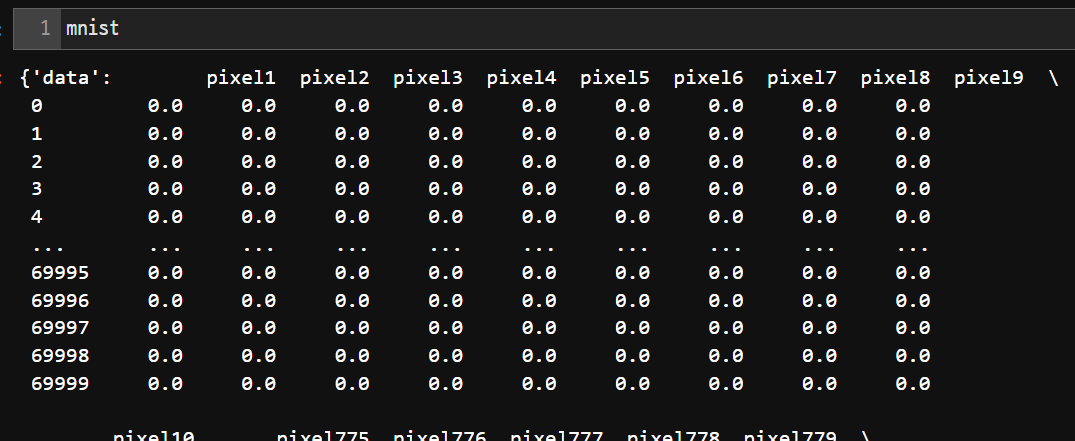 1 mnist
{'data': pixel1 pixel2 pixel3 pixel4 pixel5 pixel6 pixel7 pixel8 pixel9 \
0 0.0 0.0 0.0 0.0 0.0 0.0 0.0 0.0 0.0
1 0.0 0.0 0.0 0.0 0.0 0.0 0.0 0.0 0.0
2 0.0 0.0 0.0 0.0 0.0 0.0 0.0 0.0 0.0
3 0.0 0.0 0.0 0.0 0.0 0.0 0.0 0.0 0.0
4 0.0 0.0 0.0 0.0 0.0 0.0 0.0 0.0 0.0
... ... ... ... ... ... ... ... ... ...
69995 0.0 0.0 0.0 0.0 0.0 0.0 0.0 0.0 0.0
69996 0.0 0.0 0.0 0.0 0.0 0.0 0.0 0.0 0.0
69997 0.0 0.0 0.0 0.0 0.0 0.0 0.0 0.0 0.0
69998 0.0 0.0 0.0 0.0 0.0 0.0 0.0 0.0 0.0
69999 0.0 0.0 0.0 0.0 0.0 0.0 0.0 0.0 0.0
pixel10 pixel775 pixel776 pixel777 pixel778 pixel779 \